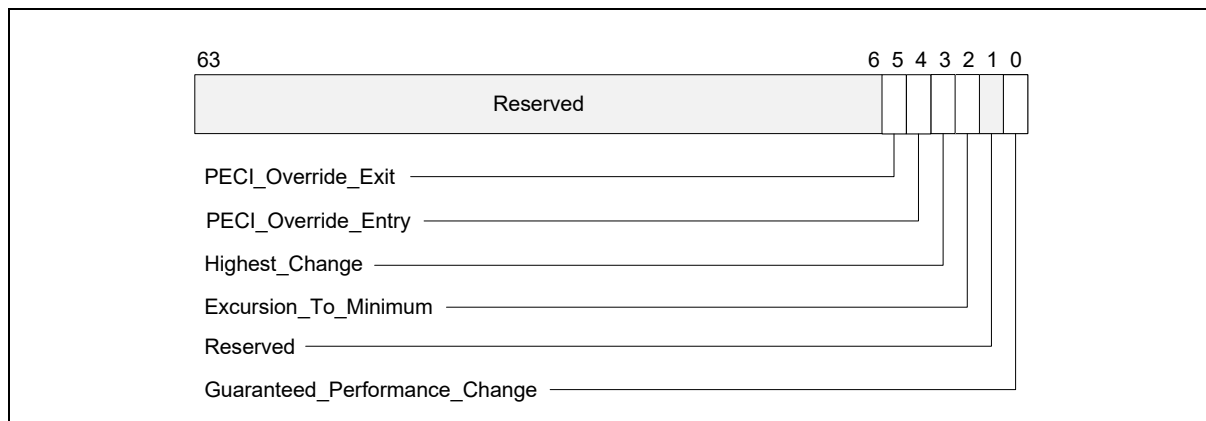 63 6 5 4 3 2 1 0
Reserved
PECI_Override_Exit
PECI_Override_Entry
Highest_Change
Excursion_To_Minimum
Reserved
Guaranteed_Performance_Change